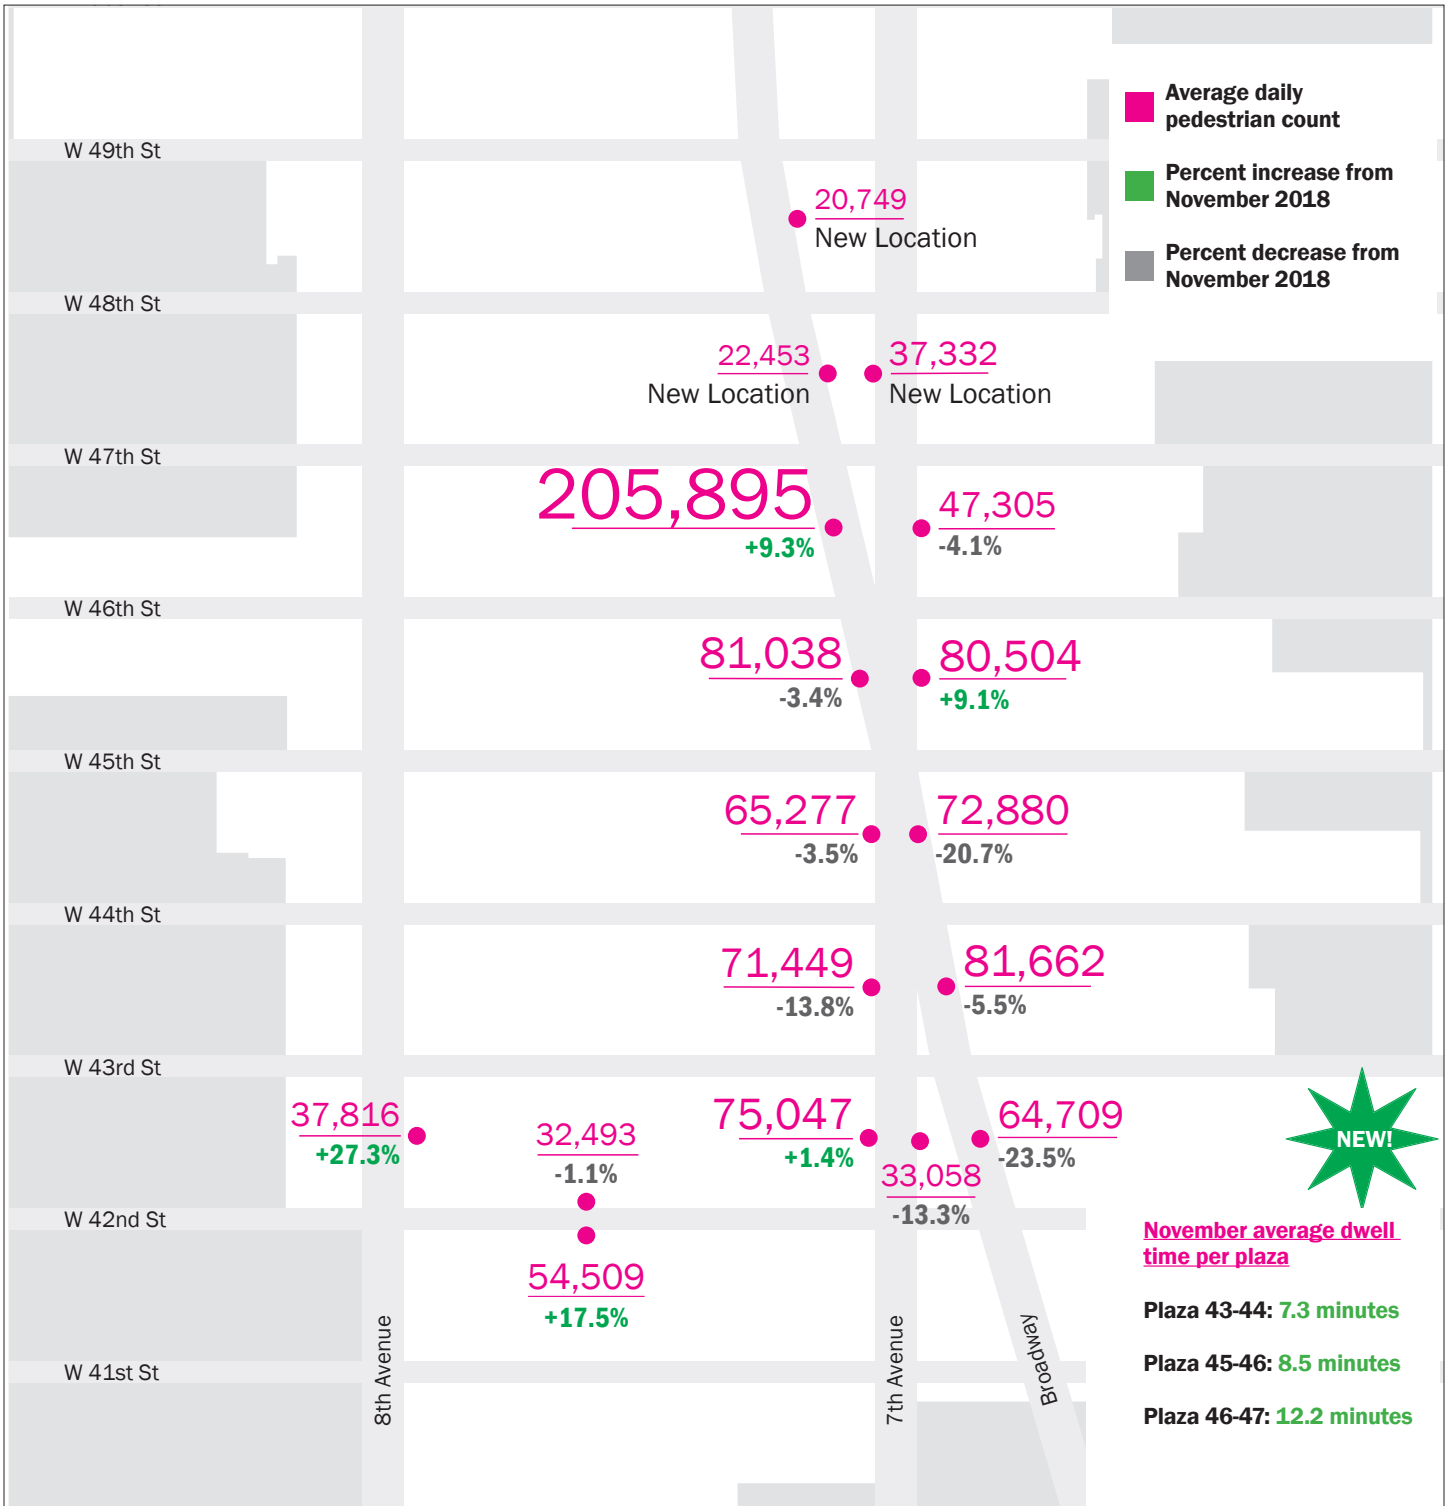 Average daily
pedestrian count
W 49th St
Percent increase from
November 2018
20,749
New Location
Percent decrease from
November 2018
W 48th St
22,453
New Location
37,332
New Location
W 47th St
205,895
+9.3%
47,305
-4.1%
W 46th St
81,038
-3.4%
80,504
+9.1%
W 45th St
65,277
-3.5%
72,880
-20.7%
W 44th St
71,449
-13.8%
81,662
-5.5%
W 43rd St
37,816
+27.3%
32,493
-1.1%
75,047
+1.4%
33,058
-13.3%
64,709
-23.5%
NEW!
W 42nd St
54,509
+17.5%
November average dwell
time per plaza
Plaza 43-44: 7.3 minutes
Plaza 45-46: 8.5 minutes
Plaza 46-47: 12.2 minutes
W 41st St
8th Avenue
7th Avenue
Broadway